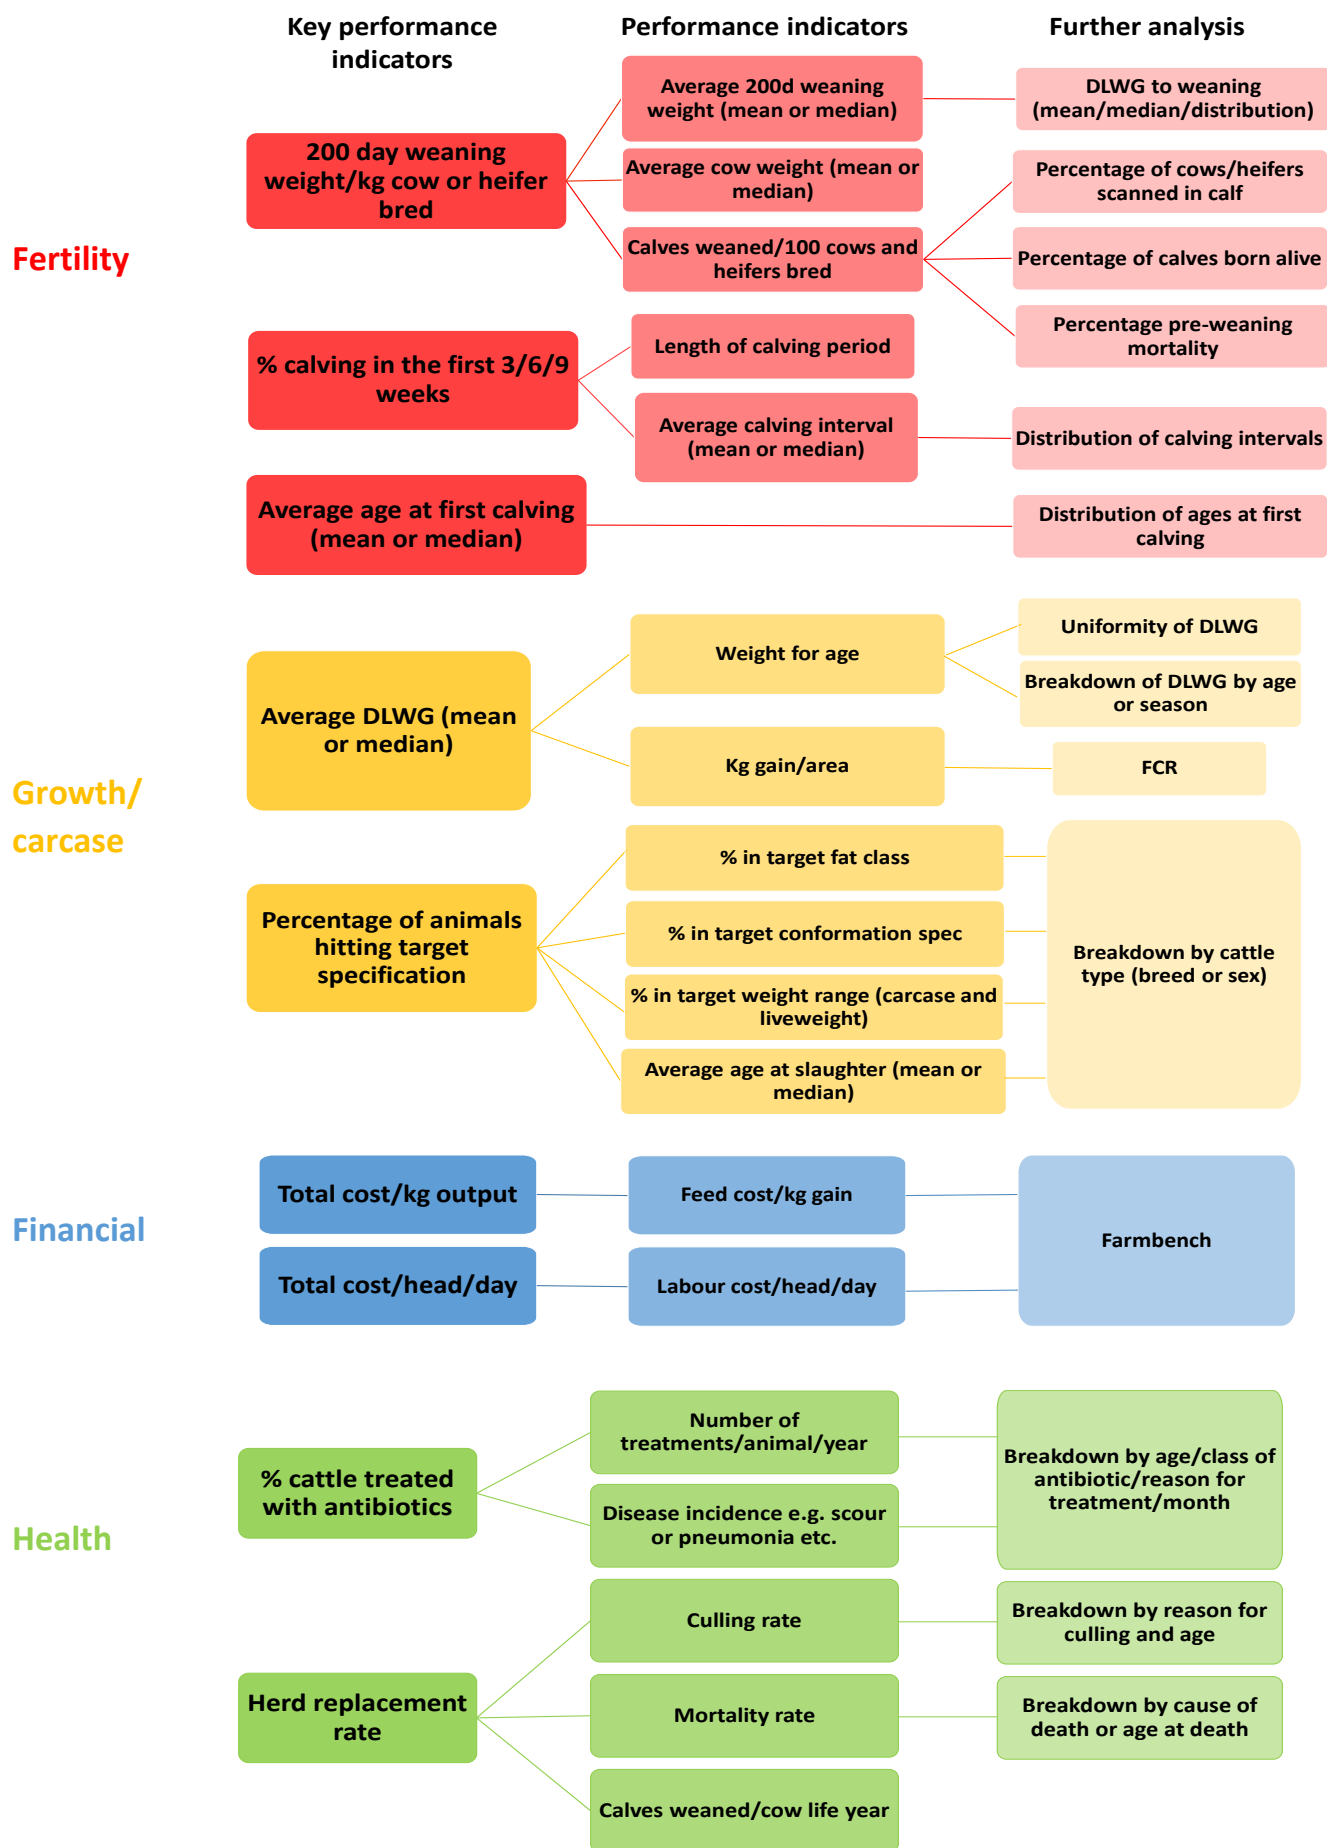 Key performance
indicators
Performance indicators
Further analysis
Fertility
200 day weaning
weight/kg cow or heifer
bred
Average 200d weaning
weight (mean or median)
DLWG to weaning
(mean/median/distribution)
Average cow weight (mean or
median)
Calves weaned/100 cows and
heifers bred
Percentage of cows/heifers
scanned in calf
Percentage of calves born alive
Percentage pre-weaning
mortality
% calving in the first 3/6/9
weeks
Length of calving period
Average calving interval
(mean or median)
Distribution of calving intervals
Average age at first calving
(mean or median)
Distribution of ages at first
calving
Growth/
carcase
Average DLWG (mean
or median)
Weight for age
Uniformity of DLWG
Breakdown of DLWG by age
or season
Kg gain/area
FCR
Percentage of animals
hitting target
specification
% in target fat class
% in target conformation spec
% in target weight range (carcase and
liveweight)
Average age at slaughter (mean or
median)
Breakdown by cattle
type (breed or sex)
Financial
Total cost/kg output
Feed cost/kg gain
Farmbench
Total cost/head/day
Labour cost/head/day
Health
% cattle treated
with antibiotics
Number of
treatments/animal/year
Disease incidence e.g. scour
or pneumonia etc.
Breakdown by age/class of
antibiotic/reason for
treatment/month
Herd replacement
rate
Culling rate
Breakdown by reason for
culling and age
Mortality rate
Breakdown by cause of
death or age at death
Calves weaned/cow life year